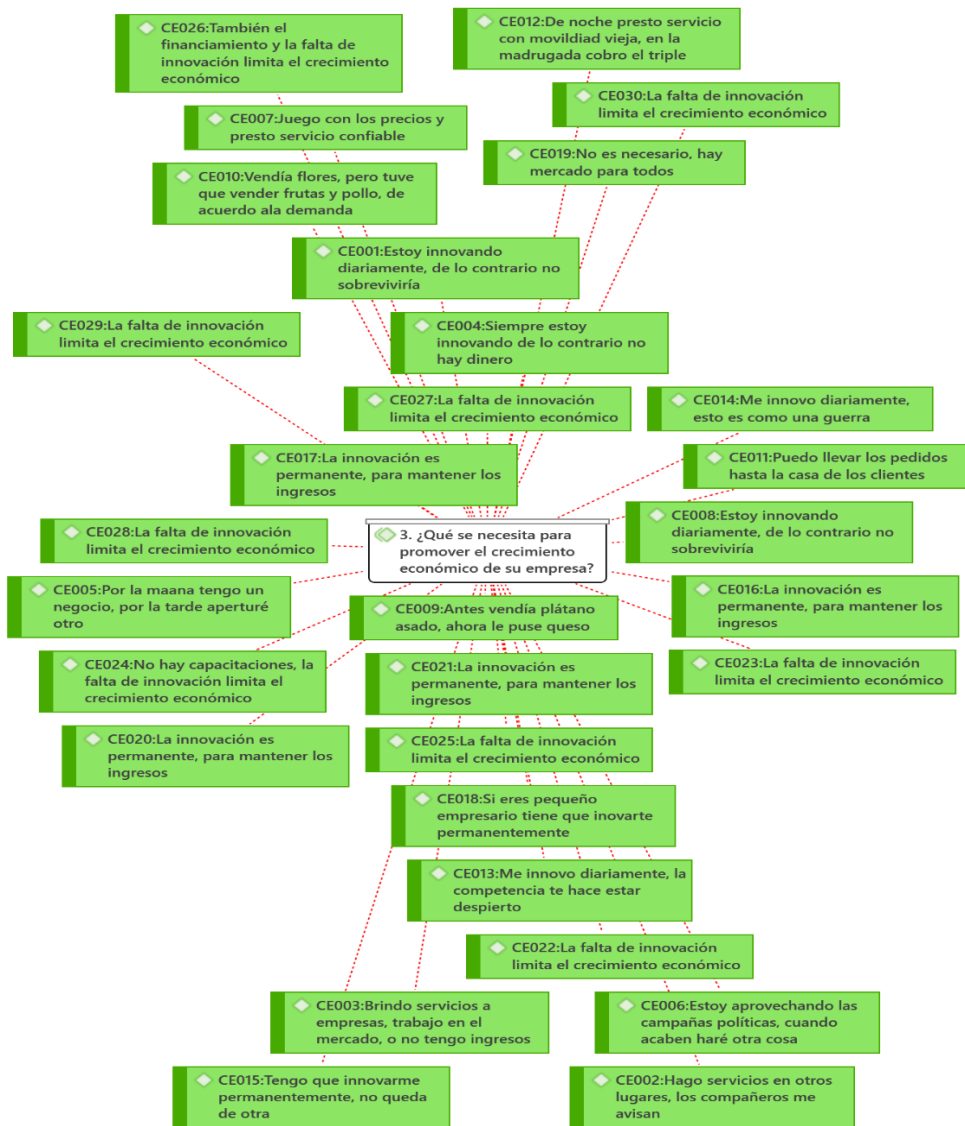 CE026:También el
financiamiento y la falta de
innovación limita el crecimiento
económico
CE012:De noche presto servicio
con movildiad vieja, en la
madrugada cobro el triple
CE007:Juego con los precios y
presto servicio confiable
CE030:La falta de innovación
limita el crecimiento económico
CE010:Vendía flores, pero tuve
que vender frutas y pollo, de
acuerdo ala demanda
CE019:No es necesario, hay
mercado para todos
CE001:Estoy innovando
diariamente, de lo contrario no
sobreviviría
CE029:La falta de innovación
limita el crecimiento económico
CE004:Siempre estoy
innovando de lo contrario no
hay dinero
CE027:La falta de innovación
limita el crecimiento económico
CE014:Me innovo diariamente,
esto es como una guerra
CE017:La innovación es
permanente, para mantener los
ingresos
CE011:Puedo llevar los pedidos
hasta la casa de los clientes
CE028:La falta de innovación
limita el crecimiento económico
3. ¿Qué se necesita para
promover el crecimiento
económico de su empresa?
CE008:Estoy innovando
diariamente, de lo contrario no
sobreviviría
CE005:Por la maana tengo un
negocio, por la tarde aperturé
otro
CE009:Antes vendía plátano
asado, ahora le puse queso
CE016:La innovación es
permanente, para mantener los
ingresos
CE024:No hay capacitaciones, la
falta de innovación limita el
crecimiento económico
CE021:La innovación es
permanente, para mantener los
ingresos
CE023:La falta de innovación
limita el crecimiento económico
CE020:La innovación es
permanente, para mantener los
ingresos
CE025:La falta de innovación
limita el crecimiento económico
CE018:Si eres pequeño
empresario tiene que inovarte
permanentemente
CE013:Me innovo diariamente, la
competencia te hace estar
despierto
CE022:La falta de innovación
limita el crecimiento económico
CE003:Brindo servicios a
empresas, trabajo en el
mercado, o no tengo ingresos
CE006:Estoy aprovechando las
campañas políticas, cuando
acaben haré otra cosa
CE015:Tengo que innovarme
permanentemente, no queda
de otra
CE002:Hago servicios en otros
lugares, los compañeros me
avisan